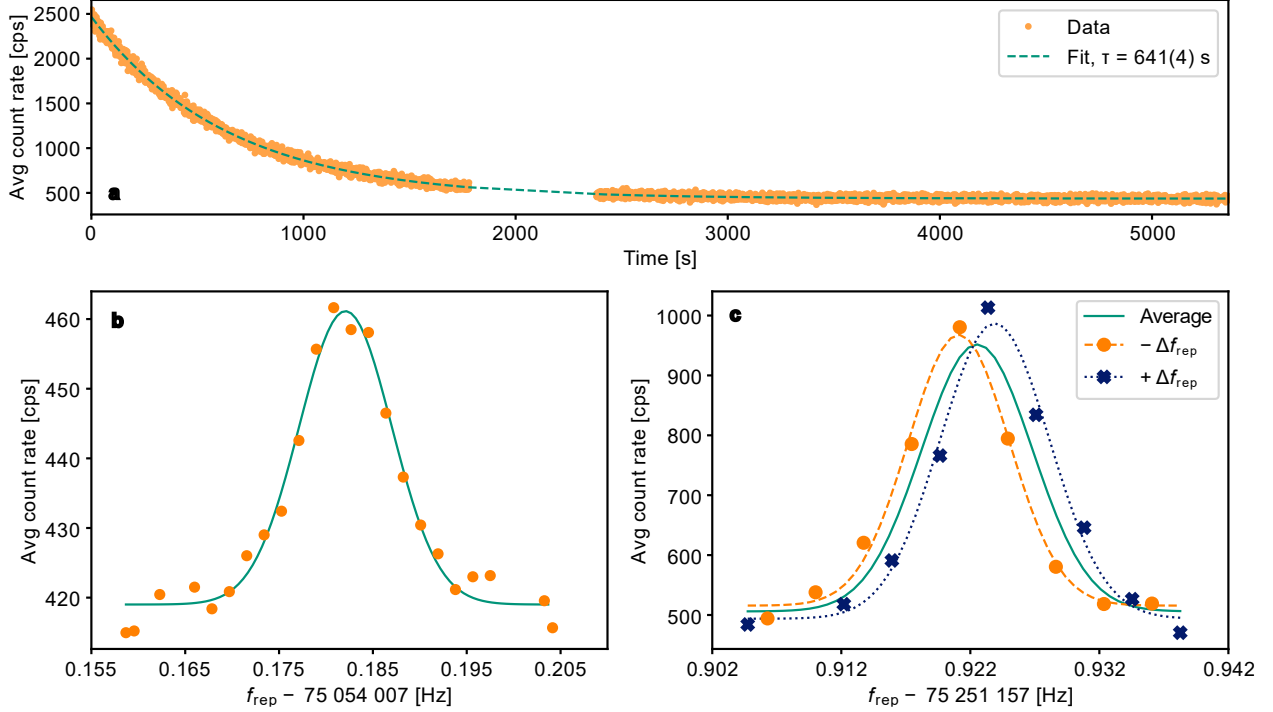 Avg count rate [cps]
2500
2000
1500
1000
500
a
Data
Fit, τ = 641(4) s
0
1000
2000
3000
4000
5000
Time [s]
Avg count rate [cps]
460
450
440
430
420
b
0.155
0.165
0.175
0.185
0.195
0.205
f_rep − 75 054 007 [Hz]
Avg count rate [cps]
1000
900
800
700
600
500
c
Average
− Δf_rep
+ Δf_rep
0.902
0.912
0.922
0.932
0.942
f_rep − 75 251 157 [Hz]